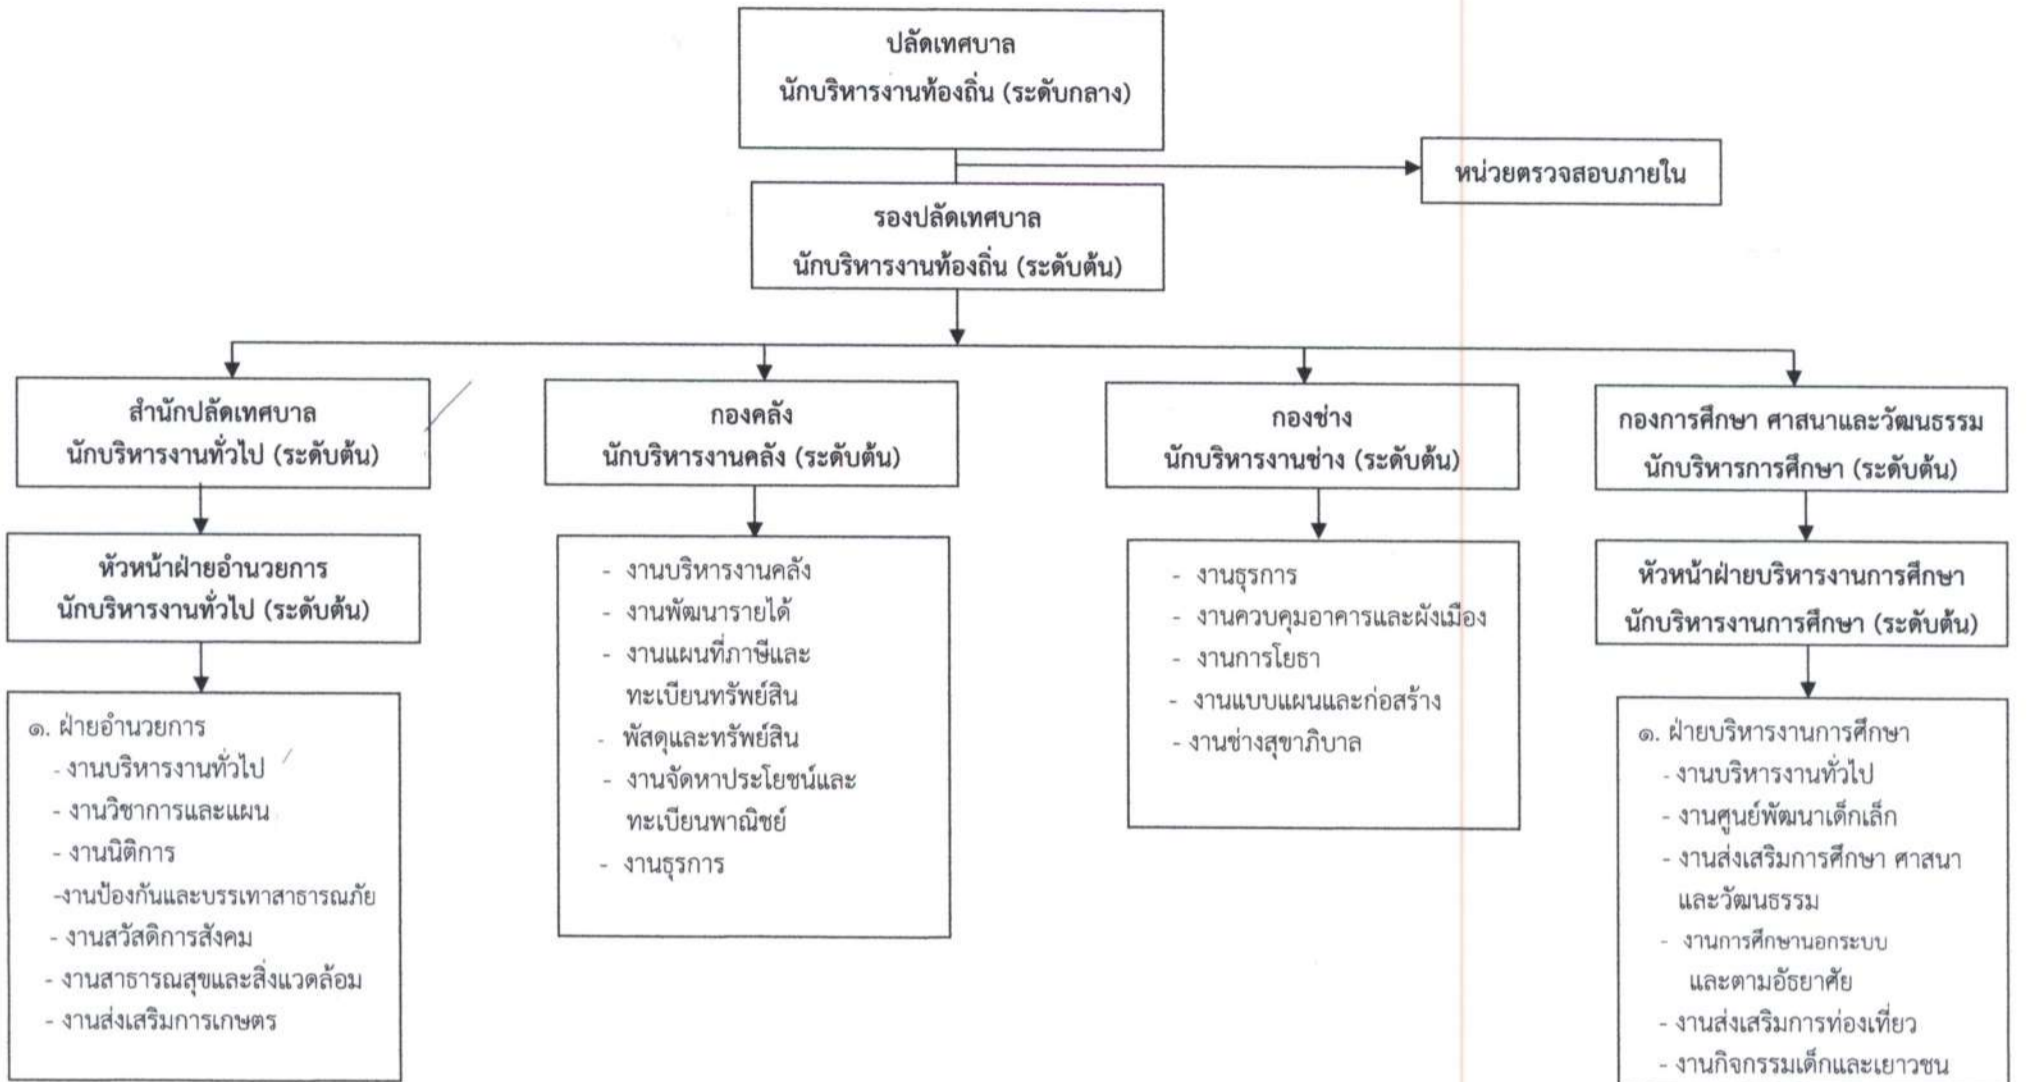 ปลัดเทศบาล
นักบริหารงานท้องถิ่น (ระดับกลาง)
หน่วยตรวจสอบภายใน
รองปลัดเทศบาล
นักบริหารงานท้องถิ่น (ระดับต้น)
สำนักปลัดเทศบาล
นักบริหารงานทั่วไป (ระดับต้น)
หัวหน้าฝ่ายอำนวยการ
นักบริหารงานทั่วไป (ระดับต้น)
๑. ฝ่ายอำนวยการ
- งานบริหารงานทั่วไป
- งานวิชาการและแผน
- งานนิติการ
-งานป้องกันและบรรเทาสาธารณภัย
- งานสวัสดิการสังคม
- งานสาธารณสุขและสิ่งแวดล้อม
- งานส่งเสริมการเกษตร
กองคลัง
นักบริหารงานคลัง (ระดับต้น)
- งานบริหารงานคลัง
- งานพัฒนารายได้
- งานแผนที่ภาษีและ
ทะเบียนทรัพย์สิน
- พัสดุและทรัพย์สิน
- งานจัดหาประโยชน์และ
ทะเบียนพาณิชย์
- งานธุรการ
กองช่าง
นักบริหารงานช่าง (ระดับต้น)
- งานธุรการ
- งานควบคุมอาคารและผังเมือง
- งานการโยธา
- งานแบบแผนและก่อสร้าง
- งานช่างสุขาภิบาล
กองการศึกษา ศาสนาและวัฒนธรรม
นักบริหารการศึกษา (ระดับต้น)
หัวหน้าฝ่ายบริหารงานการศึกษา
นักบริหารงานการศึกษา (ระดับต้น)
๑. ฝ่ายบริหารงานการศึกษา
- งานบริหารงานทั่วไป
- งานศูนย์พัฒนาเด็กเล็ก
- งานส่งเสริมการศึกษา ศาสนา
และวัฒนธรรม
- งานการศึกษานอกระบบ
และตามอัธยาศัย
- งานส่งเสริมการท่องเที่ยว
- งานกิจกรรมเด็กและเยาวชน